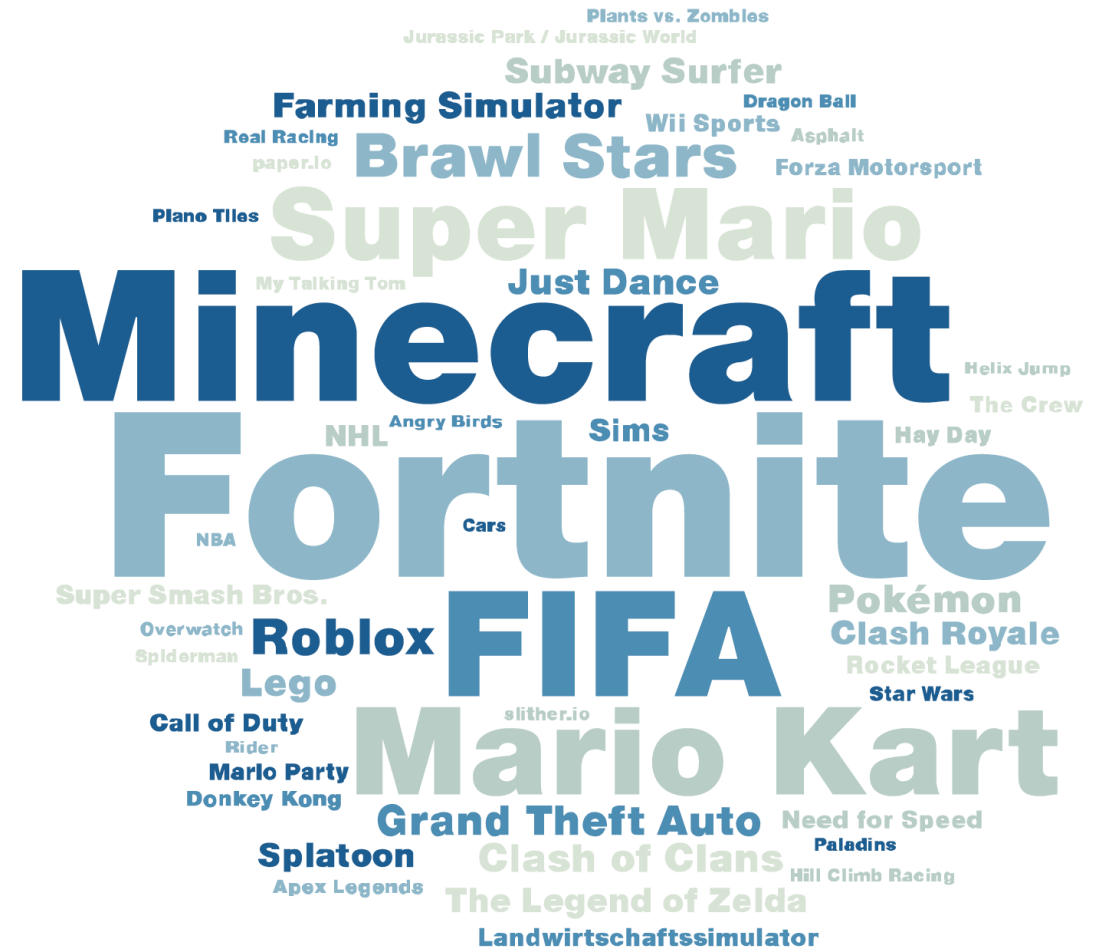 Plants vs. Zombies
Jurassic Park / Jurassic World
Subway Surfer
Farming Simulator
Dragon Ball
Wii Sports
Real Racing
Asphalt
paper.io
Brawl Stars
Forza Motorsport
Piano Tiles
Super Mario
My Talking Tom
Just Dance
Minecraft
Helix Jump
The Crew
Angry Birds
NHL
Sims
Hay Day
Fortnite
Cars
NBA
Super Smash Bros.
Pokémon
Overwatch
Roblox
FIFA
Clash Royale
Spiderman
Rocket League
Lego
Star Wars
slither.io
Call of Duty
Rider
Mario Kart
Mario Party
Donkey Kong
Grand Theft Auto
Need for Speed
Paladins
Splatoon
Clash of Clans
Hill Climb Racing
Apex Legends
The Legend of Zelda
Landwirtschaftssimulator